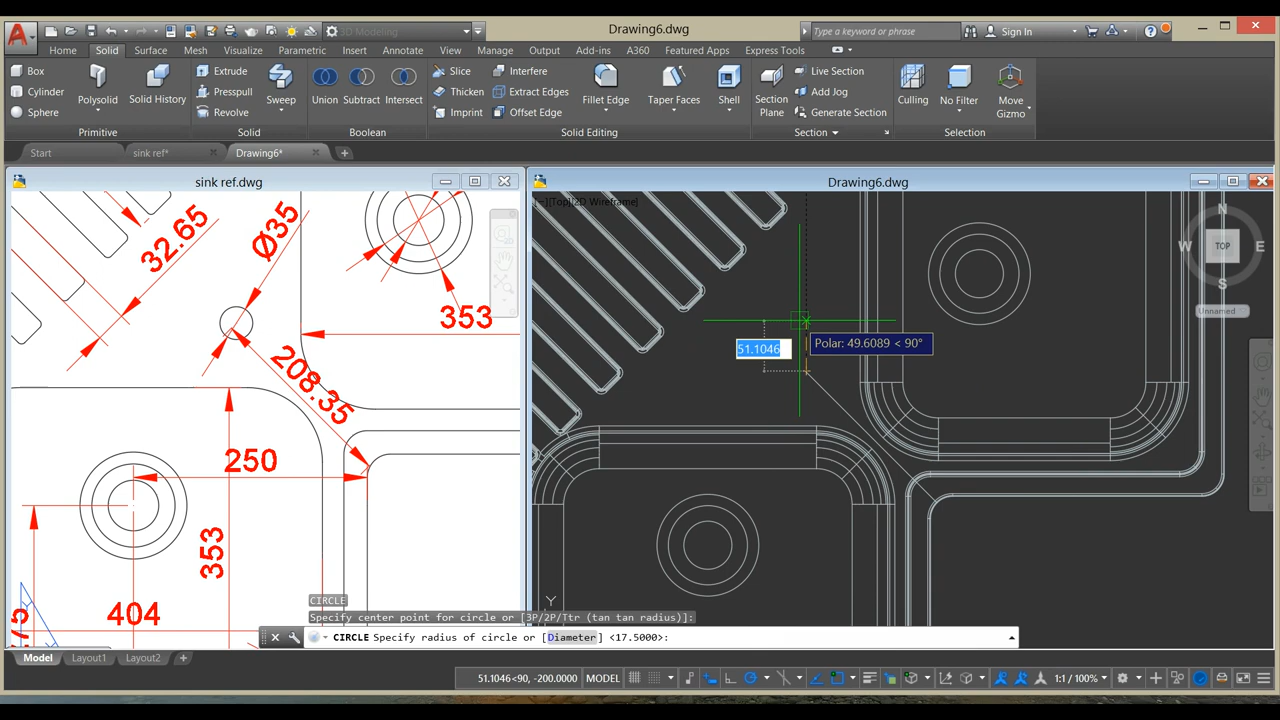 3D Modeling
Drawing6.dwg
Type a keyword or phrase
Sign In
Home Solid Surface Mesh Visualize Parametric Insert Annotate View Manage Output Add-ins A360 Featured Apps Express Tools
Box
Cylinder
Sphere
Polysolid
Solid History
Extrude
Presspull
Revolve
Sweep
Union
Subtract
Intersect
Slice
Thicken
Imprint
Interfere
Extract Edges
Offset Edge
Fillet Edge
Taper Faces
Shell
Section
Plane
Live Section
Add Jog
Generate Section
Culling
No Filter
Move
Gizmo
Primitive
Solid
Boolean
Solid Editing
Section
Selection
Start
sink ref*
Drawing6*
sink ref.dwg
Drawing6.dwg
[−][Top][2D Wireframe]
32.65
Ø35
353
208.35
250
353
404
N
W
TOP
E
S
Unnamed
51.1046
Polar: 49.6089 < 90°
Y
CIRCLE
Specify center point for circle or [3P/2P/Ttr (tan tan radius)]:
CIRCLE Specify radius of circle or [Diameter] <17.5000>:
Model Layout1 Layout2
51.1046<90, -200.0000 MODEL
1:1 / 100%